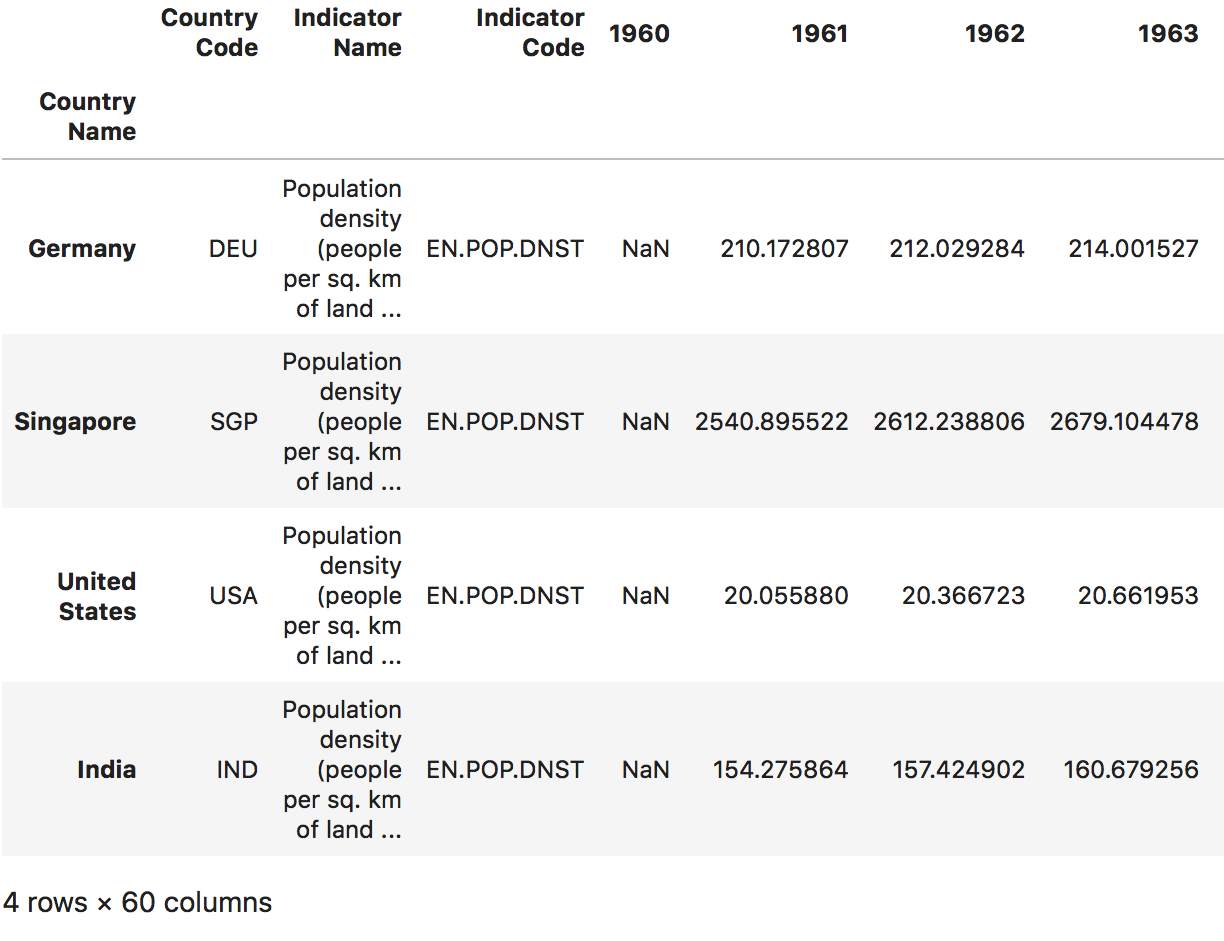 Country Code Indicator Name Indicator Code 1960 1961 1962 1963
Country
Name
Population
density
Germany DEU (people EN.POP.DNST NaN 210.172807 212.029284 214.001527
per sq. km
of land ...
Population
density
Singapore SGP (people EN.POP.DNST NaN 2540.895522 2612.238806 2679.104478
per sq. km
of land ...
Population
density
United States USA (people EN.POP.DNST NaN 20.055880 20.366723 20.661953
per sq. km
of land ...
Population
density
India IND (people EN.POP.DNST NaN 154.275864 157.424902 160.679256
per sq. km
of land ...
4 rows × 60 columns